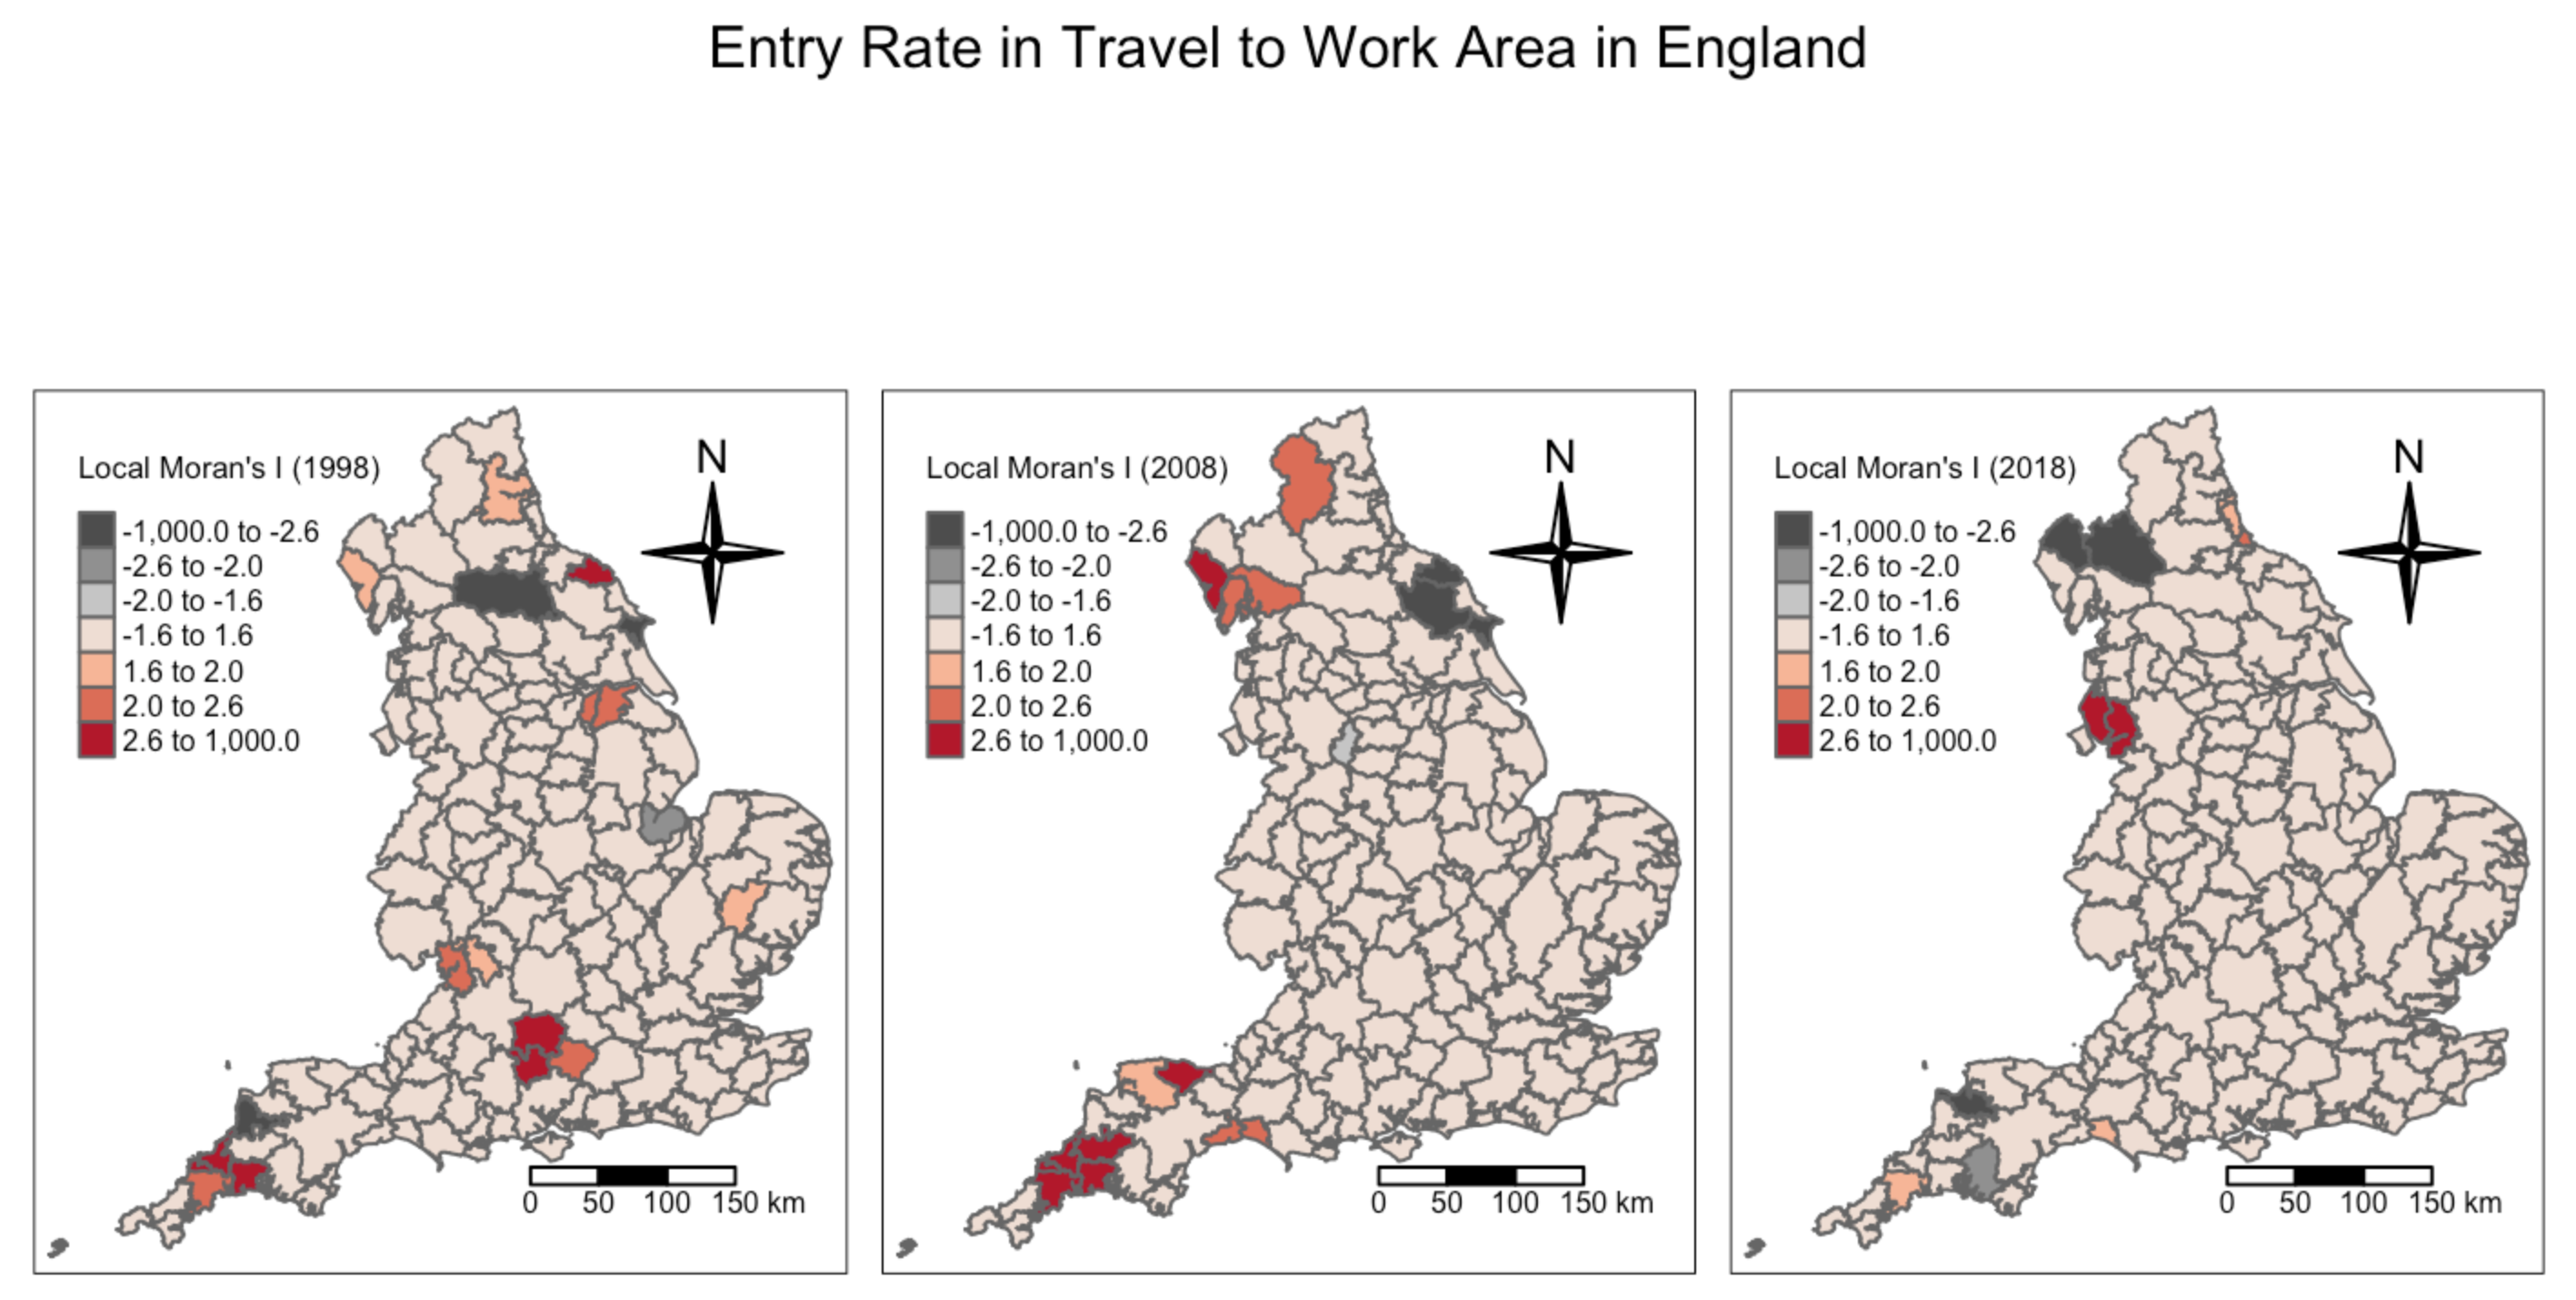 Entry Rate in Travel to Work Area in England
Local Moran's I (1998)
-1,000.0 to -2.6
-2.6 to -2.0
-2.0 to -1.6
-1.6 to 1.6
1.6 to 2.0
2.0 to 2.6
2.6 to 1,000.0
N
0 50 100 150 km
Local Moran's I (2008)
-1,000.0 to -2.6
-2.6 to -2.0
-2.0 to -1.6
-1.6 to 1.6
1.6 to 2.0
2.0 to 2.6
2.6 to 1,000.0
N
0 50 100 150 km
Local Moran's I (2018)
-1,000.0 to -2.6
-2.6 to -2.0
-2.0 to -1.6
-1.6 to 1.6
1.6 to 2.0
2.0 to 2.6
2.6 to 1,000.0
N
0 50 100 150 km